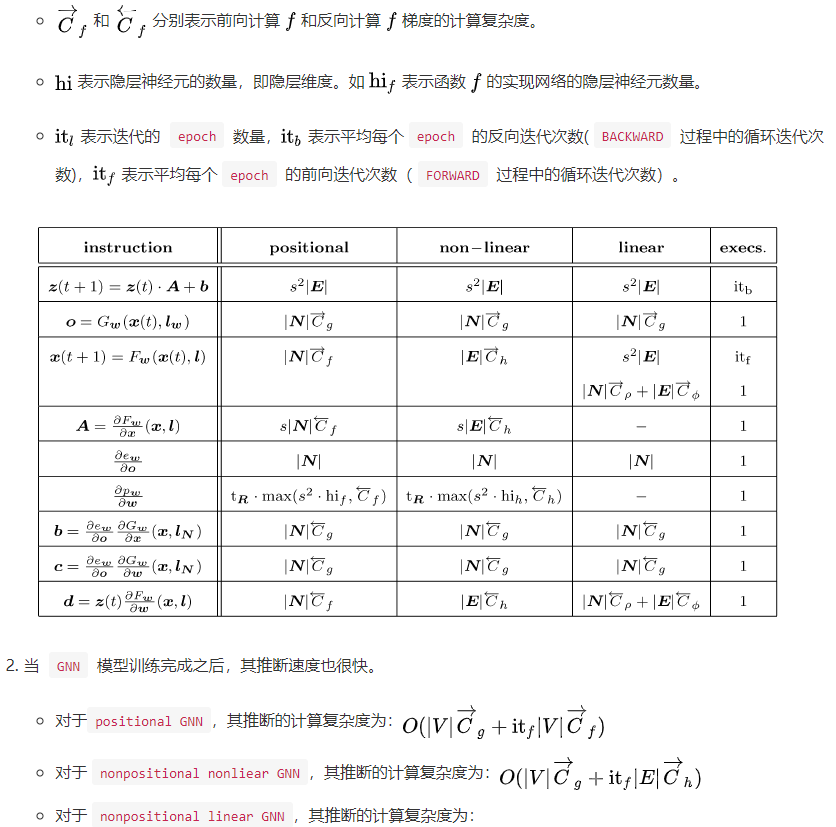 ○ $\overrightarrow{C}_f$ 和 $\overleftarrow{C}_f$ 分别表示前向计算 $f$ 和反向计算 $f$ 梯度的计算复杂度。
○ hi 表示隐层神经元的数量，即隐层维度。如 $\text{hi}_f$ 表示函数 $f$ 的实现网络的隐层神经元数量。
○ $\text{it}_l$ 表示迭代的 epoch 数量，$\text{it}_b$ 表示平均每个 epoch 的反向迭代次数( BACKWARD 过程中的循环迭代次
数)，$\text{it}_f$ 表示平均每个 epoch 的前向迭代次数（ FORWARD 过程中的循环迭代次数）。
instruction | positional | non−linear | linear | execs.
$\boldsymbol{z}(t+1)=\boldsymbol{z}(t)\cdot\boldsymbol{A}+\boldsymbol{b}$ | $s^2|\boldsymbol{E}|$ | $s^2|\boldsymbol{E}|$ | $s^2|\boldsymbol{E}|$ | $\text{it}_\text{b}$
$\boldsymbol{o}=G_{\boldsymbol{w}}(\boldsymbol{x}(t),\boldsymbol{l_w})$ | $|\boldsymbol{N}|\overrightarrow{C}_g$ | $|\boldsymbol{N}|\overrightarrow{C}_g$ | $|\boldsymbol{N}|\overrightarrow{C}_g$ | 1
$\boldsymbol{x}(t+1)=F_{\boldsymbol{w}}(\boldsymbol{x}(t),\boldsymbol{l})$ | $|\boldsymbol{N}|\overrightarrow{C}_f$ | $|\boldsymbol{E}|\overrightarrow{C}_h$ | $s^2|\boldsymbol{E}|$ | $\text{it}_\text{f}$
$|\boldsymbol{N}|\overrightarrow{C}_\rho+|\boldsymbol{E}|\overrightarrow{C}_\phi$ | 1
$\boldsymbol{A}=\frac{\partial F_{\boldsymbol{w}}}{\partial \boldsymbol{x}}(\boldsymbol{x},\boldsymbol{l})$ | $s|\boldsymbol{N}|\overleftarrow{C}_f$ | $s|\boldsymbol{E}|\overleftarrow{C}_h$ | − | 1
$\frac{\partial e_{\boldsymbol{w}}}{\partial \boldsymbol{o}}$ | $|\boldsymbol{N}|$ | $|\boldsymbol{N}|$ | $|\boldsymbol{N}|$ | 1
$\frac{\partial p_{\boldsymbol{w}}}{\partial \boldsymbol{w}}$ | $\text{t}_{\boldsymbol{R}}\cdot\max(s^2\cdot\text{hi}_f,\overleftarrow{C}_f)$ | $\text{t}_{\boldsymbol{R}}\cdot\max(s^2\cdot\text{hi}_h,\overleftarrow{C}_h)$ | − | 1
$\boldsymbol{b}=\frac{\partial e_{\boldsymbol{w}}}{\partial \boldsymbol{o}}\frac{\partial G_{\boldsymbol{w}}}{\partial \boldsymbol{x}}(\boldsymbol{x},\boldsymbol{l_N})$ | $|\boldsymbol{N}|\overleftarrow{C}_g$ | $|\boldsymbol{N}|\overleftarrow{C}_g$ | $|\boldsymbol{N}|\overleftarrow{C}_g$ | 1
$\boldsymbol{c}=\frac{\partial e_{\boldsymbol{w}}}{\partial \boldsymbol{o}}\frac{\partial G_{\boldsymbol{w}}}{\partial \boldsymbol{w}}(\boldsymbol{x},\boldsymbol{l_N})$ | $|\boldsymbol{N}|\overleftarrow{C}_g$ | $|\boldsymbol{N}|\overleftarrow{C}_g$ | $|\boldsymbol{N}|\overleftarrow{C}_g$ | 1
$\boldsymbol{d}=\boldsymbol{z}(t)\frac{\partial F_{\boldsymbol{w}}}{\partial \boldsymbol{w}}(\boldsymbol{x},\boldsymbol{l})$ | $|\boldsymbol{N}|\overleftarrow{C}_f$ | $|\boldsymbol{E}|\overleftarrow{C}_h$ | $|\boldsymbol{N}|\overleftarrow{C}_\rho+|\boldsymbol{E}|\overleftarrow{C}_\phi$ | 1
2. 当 GNN 模型训练完成之后，其推断速度也很快。
○ 对于 positional GNN ，其推断的计算复杂度为：$O(|V|\overrightarrow{C}_g+\text{it}_f|V|\overrightarrow{C}_f)$
○ 对于 nonpositional nonliear GNN ，其推断的计算复杂度为：$O(|V|\overrightarrow{C}_g+\text{it}_f|E|\overrightarrow{C}_h)$
○ 对于 nonpositional linear GNN ，其推断的计算复杂度为：